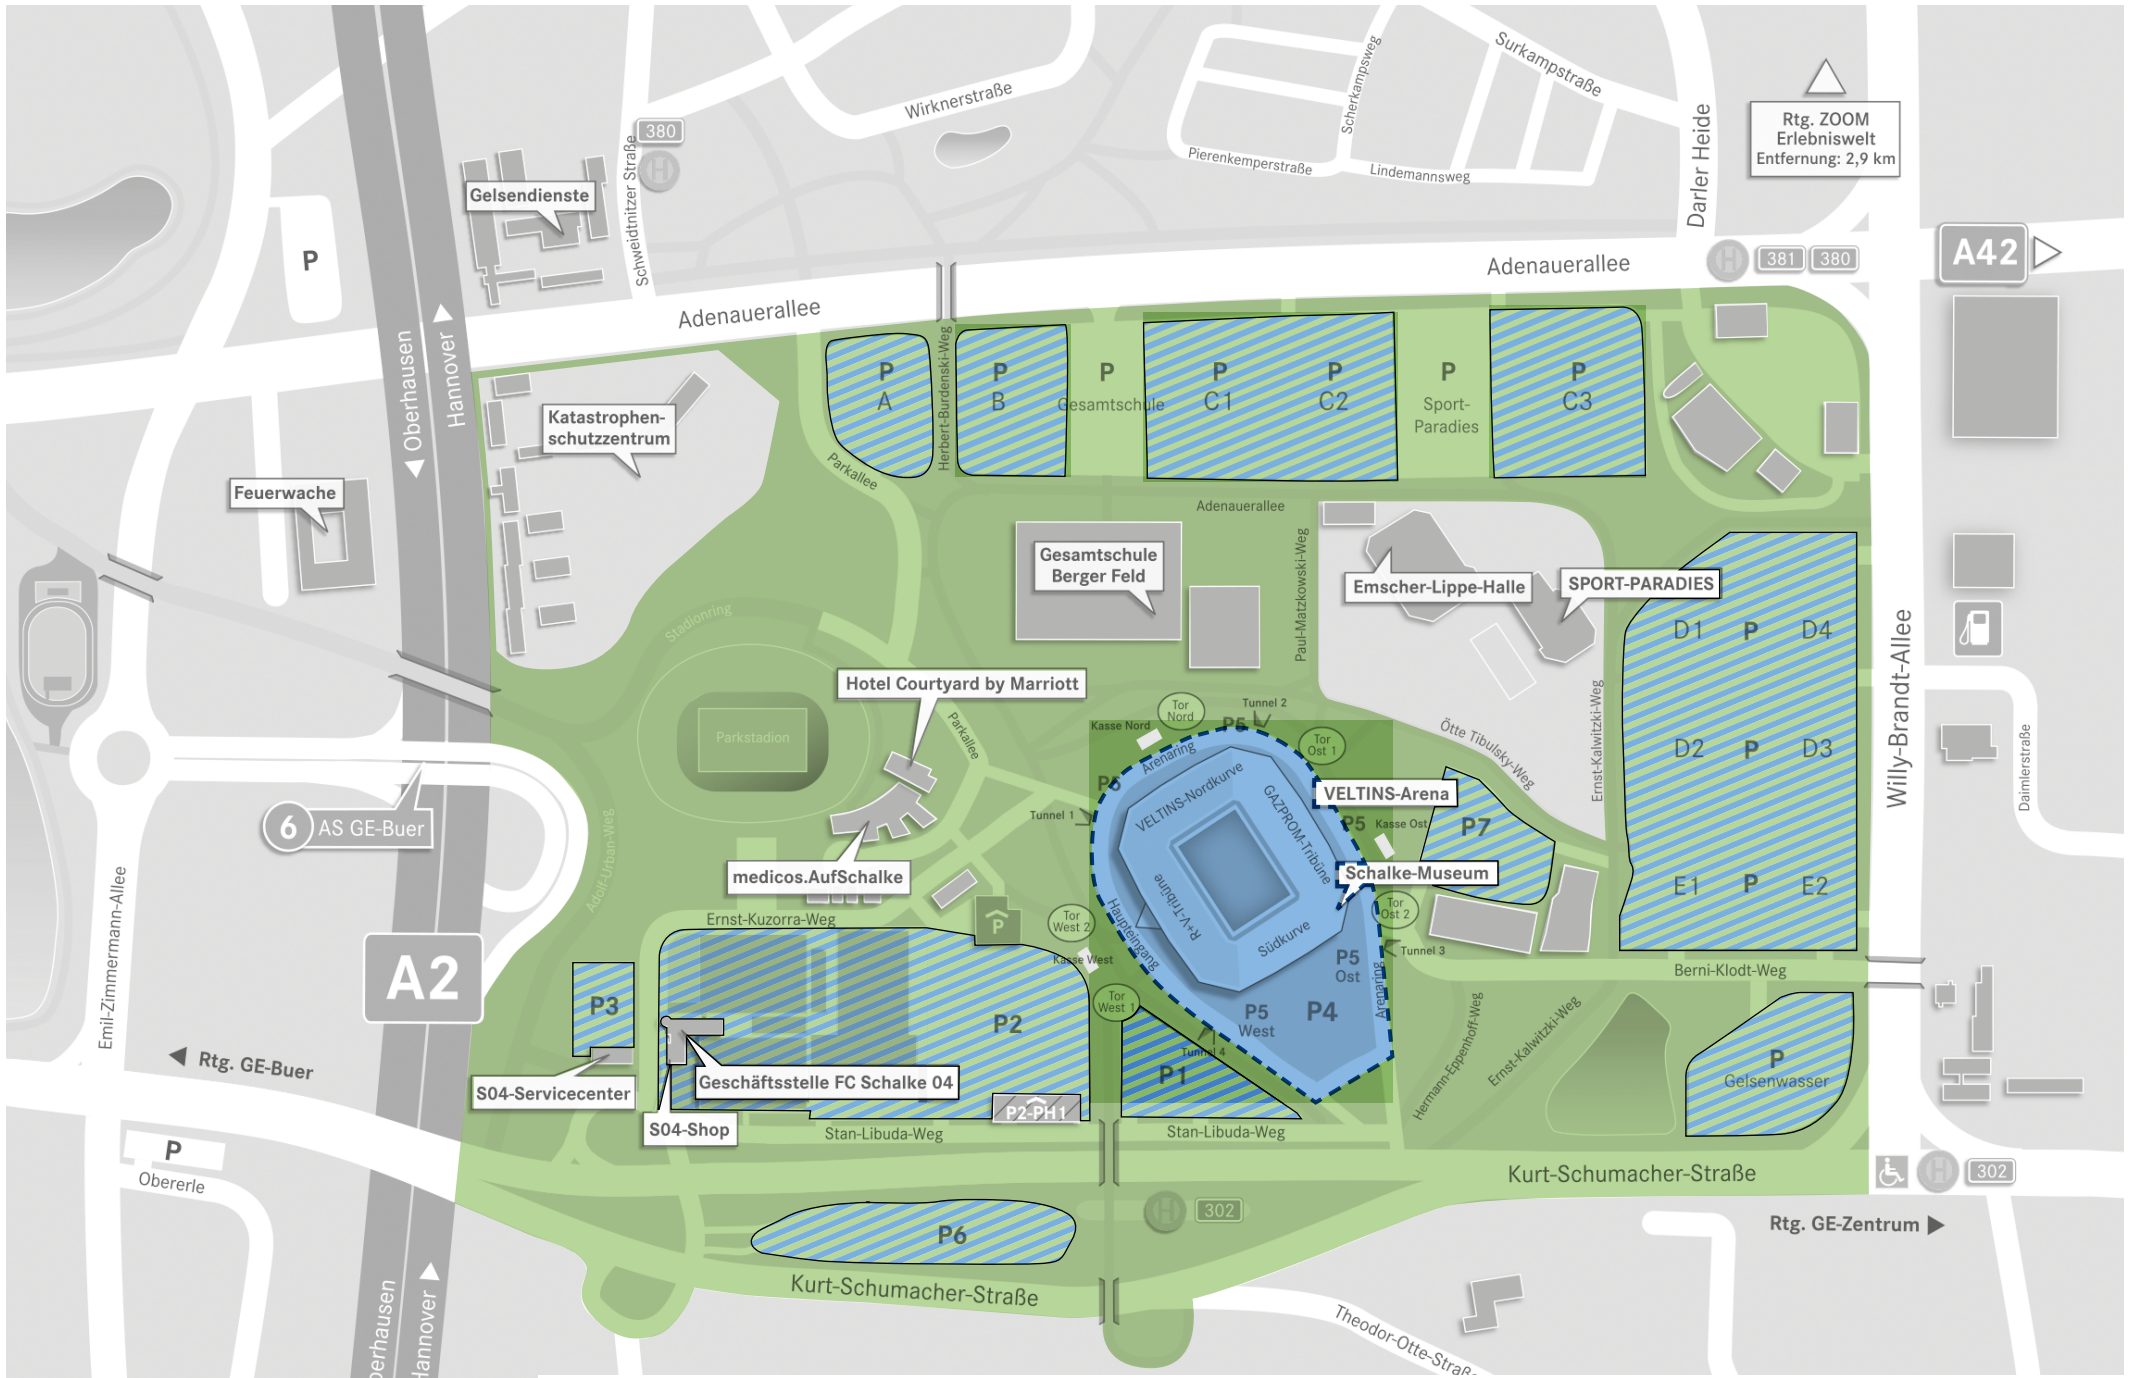 Wirknerstraße
Scherkampsweg
Surkampstraße
Pierenkemperstraße
Lindemannsweg
Darler Heide
Rtg. ZOOM
Erlebniswelt
Entfernung: 2,9 km
380
H
Schweidtnitzer Straße
Gelsendienste
P
Adenauerallee
Adenauerallee
H
381
380
A42
Oberhausen
Hannover
Katastrophen-
schutzzentrum
Feuerwache
P
A
Herbert-Burdenski-Weg
P
B
P
Gesamtschule
P
C1
P
C2
P
Sport-
Paradies
P
C3
Parkallee
Adenauerallee
Gesamtschule
Berger Feld
Paul-Matzkowski-Weg
Emscher-Lippe-Halle
SPORT-PARADIES
D1
P
D4
D2
P
D3
E1
P
E2
Willy-Brandt-Allee
Daimlerstraße
Ernst-Kalwitzki-Weg
Ötte Tibulsky-Weg
Stadionring
Parkstadion
Hotel Courtyard by Marriott
Parkallee
Kasse Nord
Tor
Nord
Tunnel 2
P5
Tor
Ost 1
Arenaring
P5
VELTINS-Nordkurve
GAZPROM-Tribüne
VELTINS-Arena
P5
Kasse Ost
P7
Tunnel 1
6
AS GE-Buer
Adolf-Urban-Weg
medicos.AufSchalke
Schalke-Museum
R+V-Tribüne
Südkurve
Haupteingang
Tor
Ost 2
Tunnel 3
P5
Ost
Arenaring
P5
West
P4
Ernst-Kuzorra-Weg
P
Tor
West 2
Kasse West
Tor
West 1
Tunnel 4
P1
A2
Emil-Zimmermann-Allee
P3
P2
Geschäftsstelle FC Schalke 04
S04-Servicecenter
S04-Shop
P2-PH1
Stan-Libuda-Weg
Stan-Libuda-Weg
Berni-Klodt-Weg
Hermann-Eppenhoff-Weg
Ernst-Kalwitzki-Weg
P
Gelsenwasser
Rtg. GE-Buer
P
Obererle
Kurt-Schumacher-Straße
H
302
H
302
P6
Kurt-Schumacher-Straße
Rtg. GE-Zentrum
Theodor-Otte-Straß
berhausen
Hannover